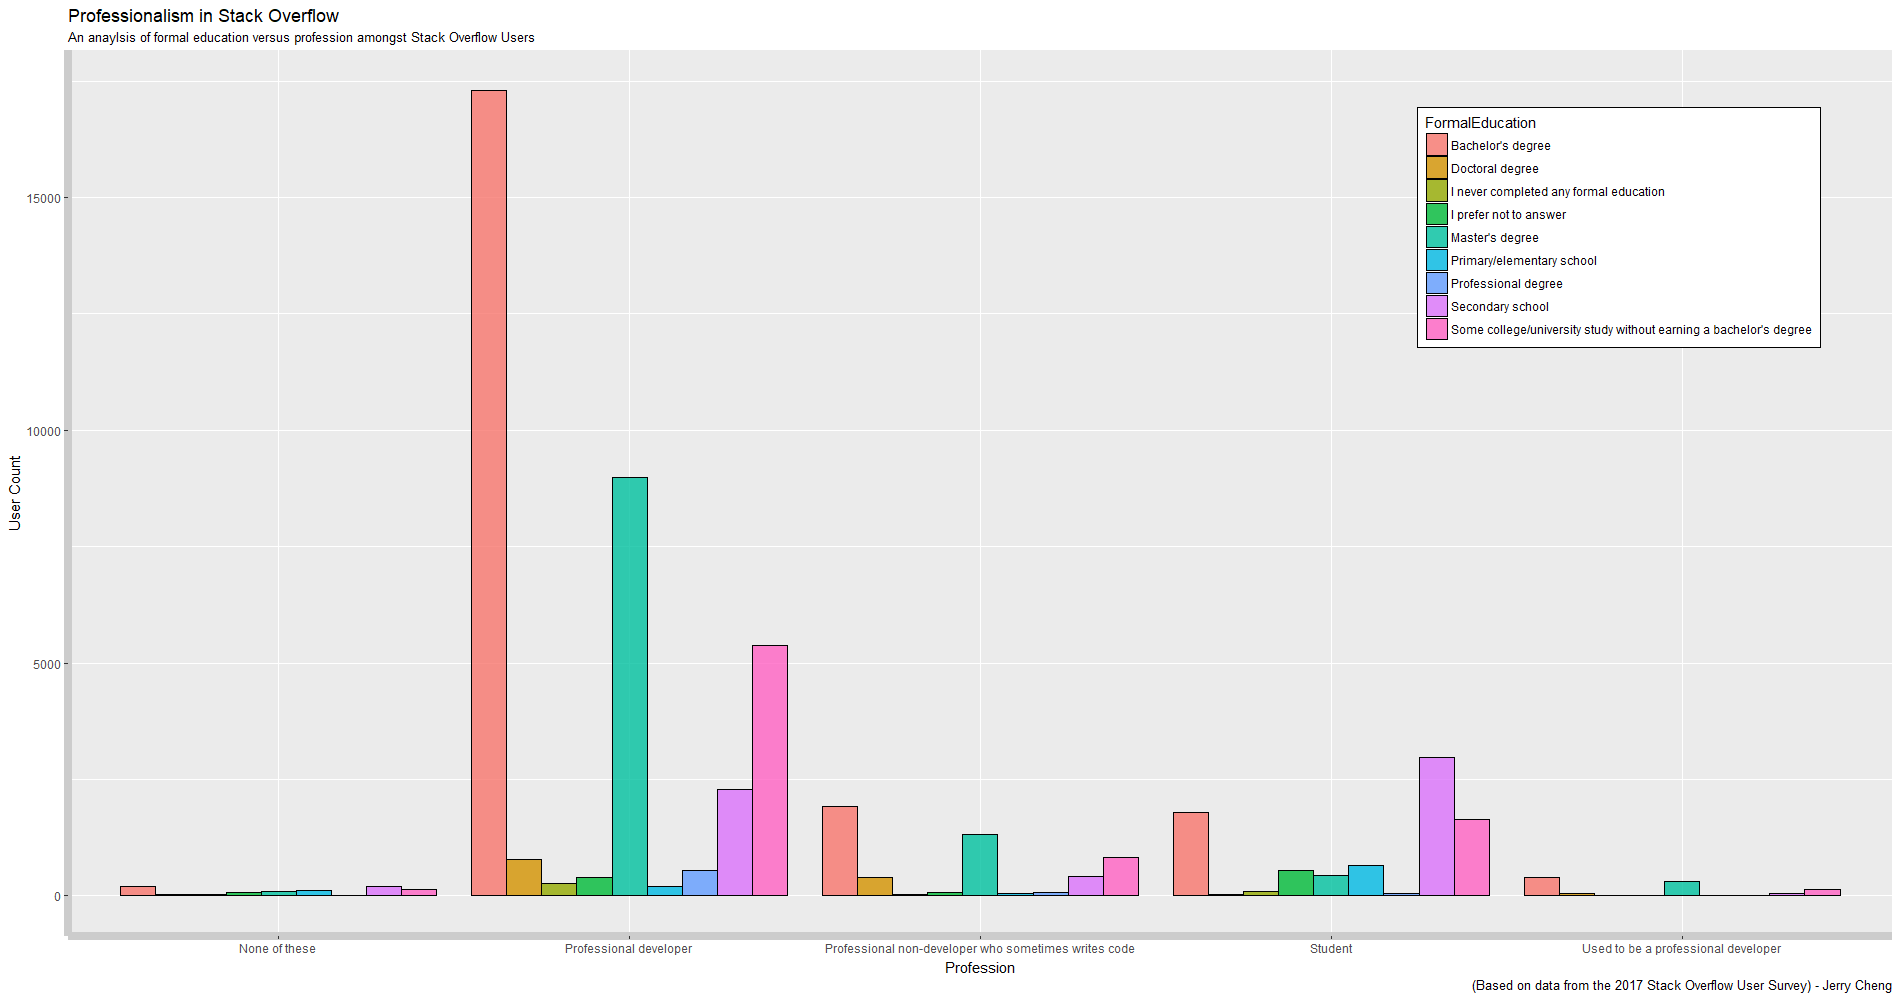 Professionalism in Stack Overflow
An anaylsis of formal education versus profession amongst Stack Overflow Users
FormalEducation
Bachelor's degree
Doctoral degree
I never completed any formal education
I prefer not to answer
Master's degree
Primary/elementary school
Professional degree
Secondary school
Some college/university study without earning a bachelor's degree
15000
10000
5000
0
User Count
None of these
Professional developer
Professional non-developer who sometimes writes code
Student
Used to be a professional developer
Profession
(Based on data from the 2017 Stack Overflow User Survey) - Jerry Cheng